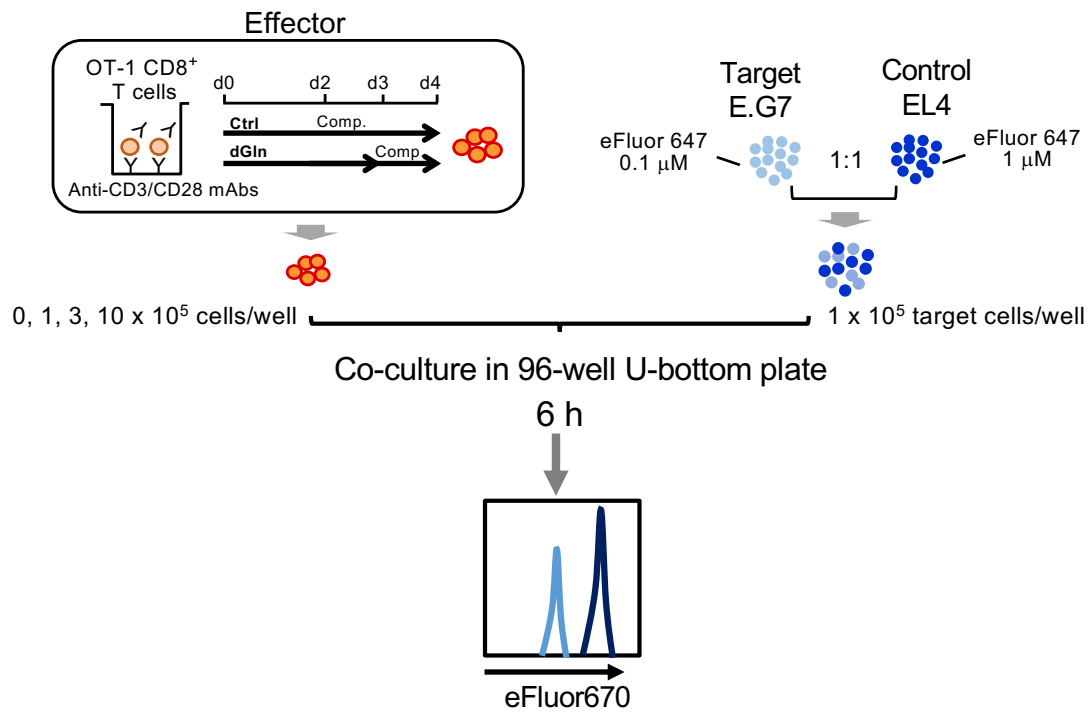 Effector
OT-1 CD8⁺
T cells
d0 d2 d3 d4
Ctrl Comp.
dGln Comp.
Anti-CD3/CD28 mAbs
Target
E.G7
Control
EL4
eFluor 647
0.1 μM
1:1
eFluor 647
1 μM
0, 1, 3, 10 x 10⁵ cells/well
1 x 10⁵ target cells/well
Co-culture in 96-well U-bottom plate
6 h
eFluor670